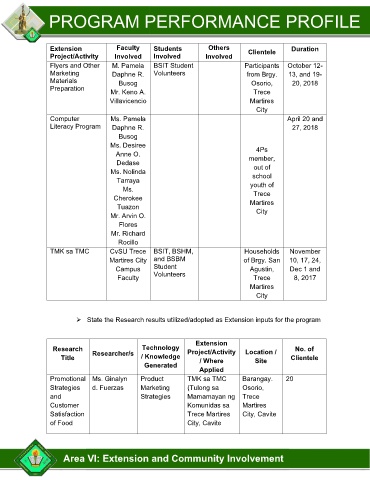 PROGRAM PERFORMANCE PROFILE
Extension Project/Activity
Faculty Involved
Students Involved
Others Involved
Clientele
Duration
Flyers and Other
Marketing
Materials
Preparation
M. Pamela
Daphne R.
Busog
Mr. Keno A.
Villavicencio
BSIT Student
Volunteers
Participants
from Brgy.
Osorio,
Trece
Martires
City
October 12-
13, and 19-
20, 2018
Computer
Literacy Program
Ms. Pamela
Daphne R.
Busog
Ms. Desiree
Anne O.
Dedase
Ms. Nolinda
Tarraya
Ms.
Cherokee
Tuazon
Mr. Arvin O.
Flores
Mr. Richard
Rocillo
4Ps
member,
out of
school
youth of
Trece
Martires
City
April 20 and
27, 2018
TMK sa TMC
CvSU Trece
Martires City
Campus
Faculty
BSIT, BSHM,
and BSBM
Student
Volunteers
Households
of Brgy. San
Agustin,
Trece
Martires
City
November
10, 17, 24,
Dec 1 and
8, 2017
➢ State the Research results utilized/adopted as Extension inputs for the program
Research
Title
Researcher/s
Technology
/ Knowledge
Generated
Extension
Project/Activity
/ Where
Applied
Location /
Site
No. of
Clientele
Promotional
Strategies
and
Customer
Satisfaction
of Food
Ms. Ginalyn
d. Fuerzas
Product
Marketing
Strategies
TMK sa TMC
(Tulong sa
Mamamayan ng
Komunidas sa
Trece Martires
City, Cavite
Barangay.
Osorio,
Trece
Martires
City, Cavite
20
Area VI: Extension and Community Involvement